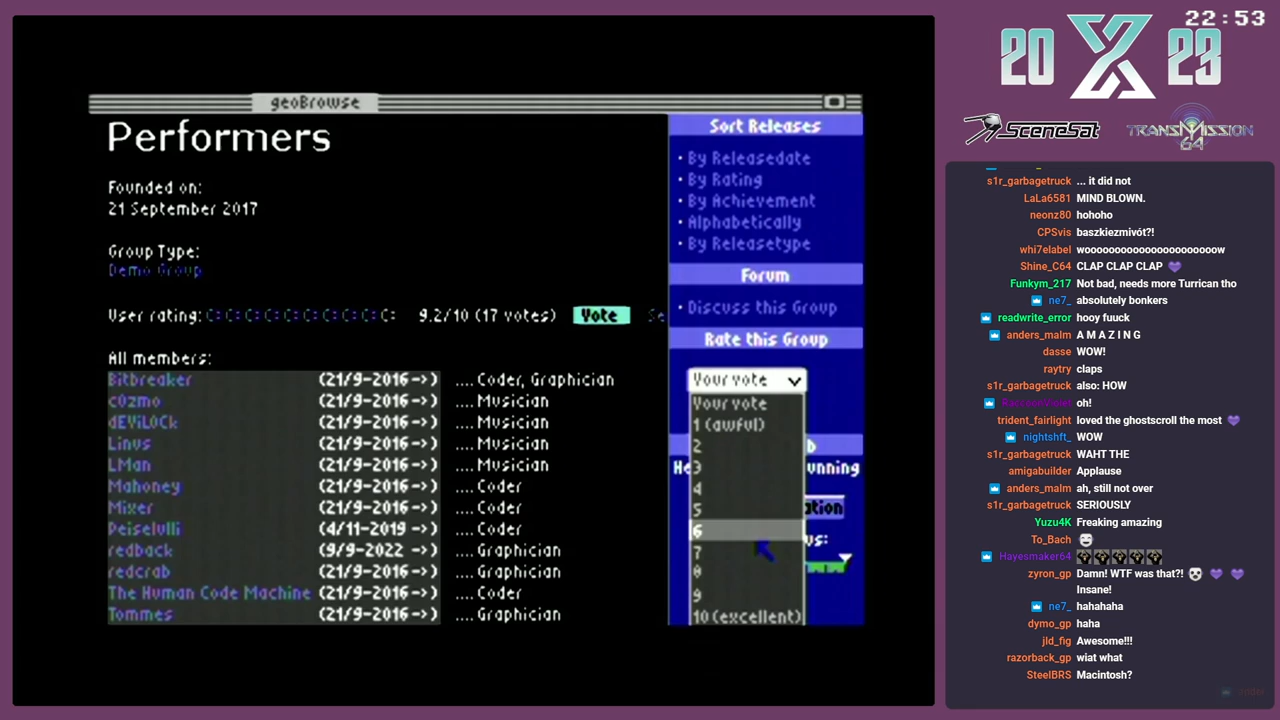 22:53
20 X 23
SCENESAT
TRANSMISSION 64
geoBrowse
Performers
Founded on:
21 September 2017
Group Type:
Demo Group
User rating: 9.2/10 (17 votes) Vote Se
All members:
Bitbreaker (21/9-2016 ->) .... Coder, Graphician
c0zmo (21/9-2016 ->) .... Musician
dEViLOCk (21/9-2016 ->) .... Musician
Linus (21/9-2016 ->) .... Musician
LMan (21/9-2016 ->) .... Musician
Mahoney (21/9-2016 ->) .... Coder
Mixer (21/9-2016 ->) .... Coder
Peiselulli (4/11-2019 ->) .... Coder
redback (9/9-2022 ->) .... Graphician
redcrab (21/9-2016 ->) .... Graphician
The Human Code Machine (21/9-2016 ->) .... Coder
Tommes (21/9-2016 ->) .... Graphician
Sort Releases
• By Releasedate
• By Rating
• By Achievement
• Alphabetically
• By Releasetype
Forum
• Discuss this Group
Rate this Group
Your vote
Your vote
1 (awful)
2
b
He 3 unning
4
5 ation
6 us:
7
8
9
10 (excellent)
s1r_garbagetruck ... it did not
LaLa6581 MIND BLOWN.
neonz80 hohoho
CPSvis baszkiezmivót?!
whi7elabel woooooooooooooooooooooow
Shine_C64 CLAP CLAP CLAP 💜
Funkym_217 Not bad, needs more Turrican tho
ne7_ absolutely bonkers
readwrite_error hooy fuuck
anders_malm A M A Z I N G
dasse WOW!
raytry claps
s1r_garbagetruck also: HOW
RaccoonViolet oh!
trident_fairlight loved the ghostscroll the most 💜
nightshft_ WOW
s1r_garbagetruck WAHT THE
amigabuilder Applause
anders_malm ah, still not over
s1r_garbagetruck SERIOUSLY
Yuzu4K Freaking amazing
To_Bach
Hayesmaker64
zyron_gp Damn! WTF was that?! 💜 💜
Insane!
ne7_ hahahaha
dymo_gp haha
jld_fig Awesome!!!
razorback_gp wiat what
SteelBRS Macintosh?